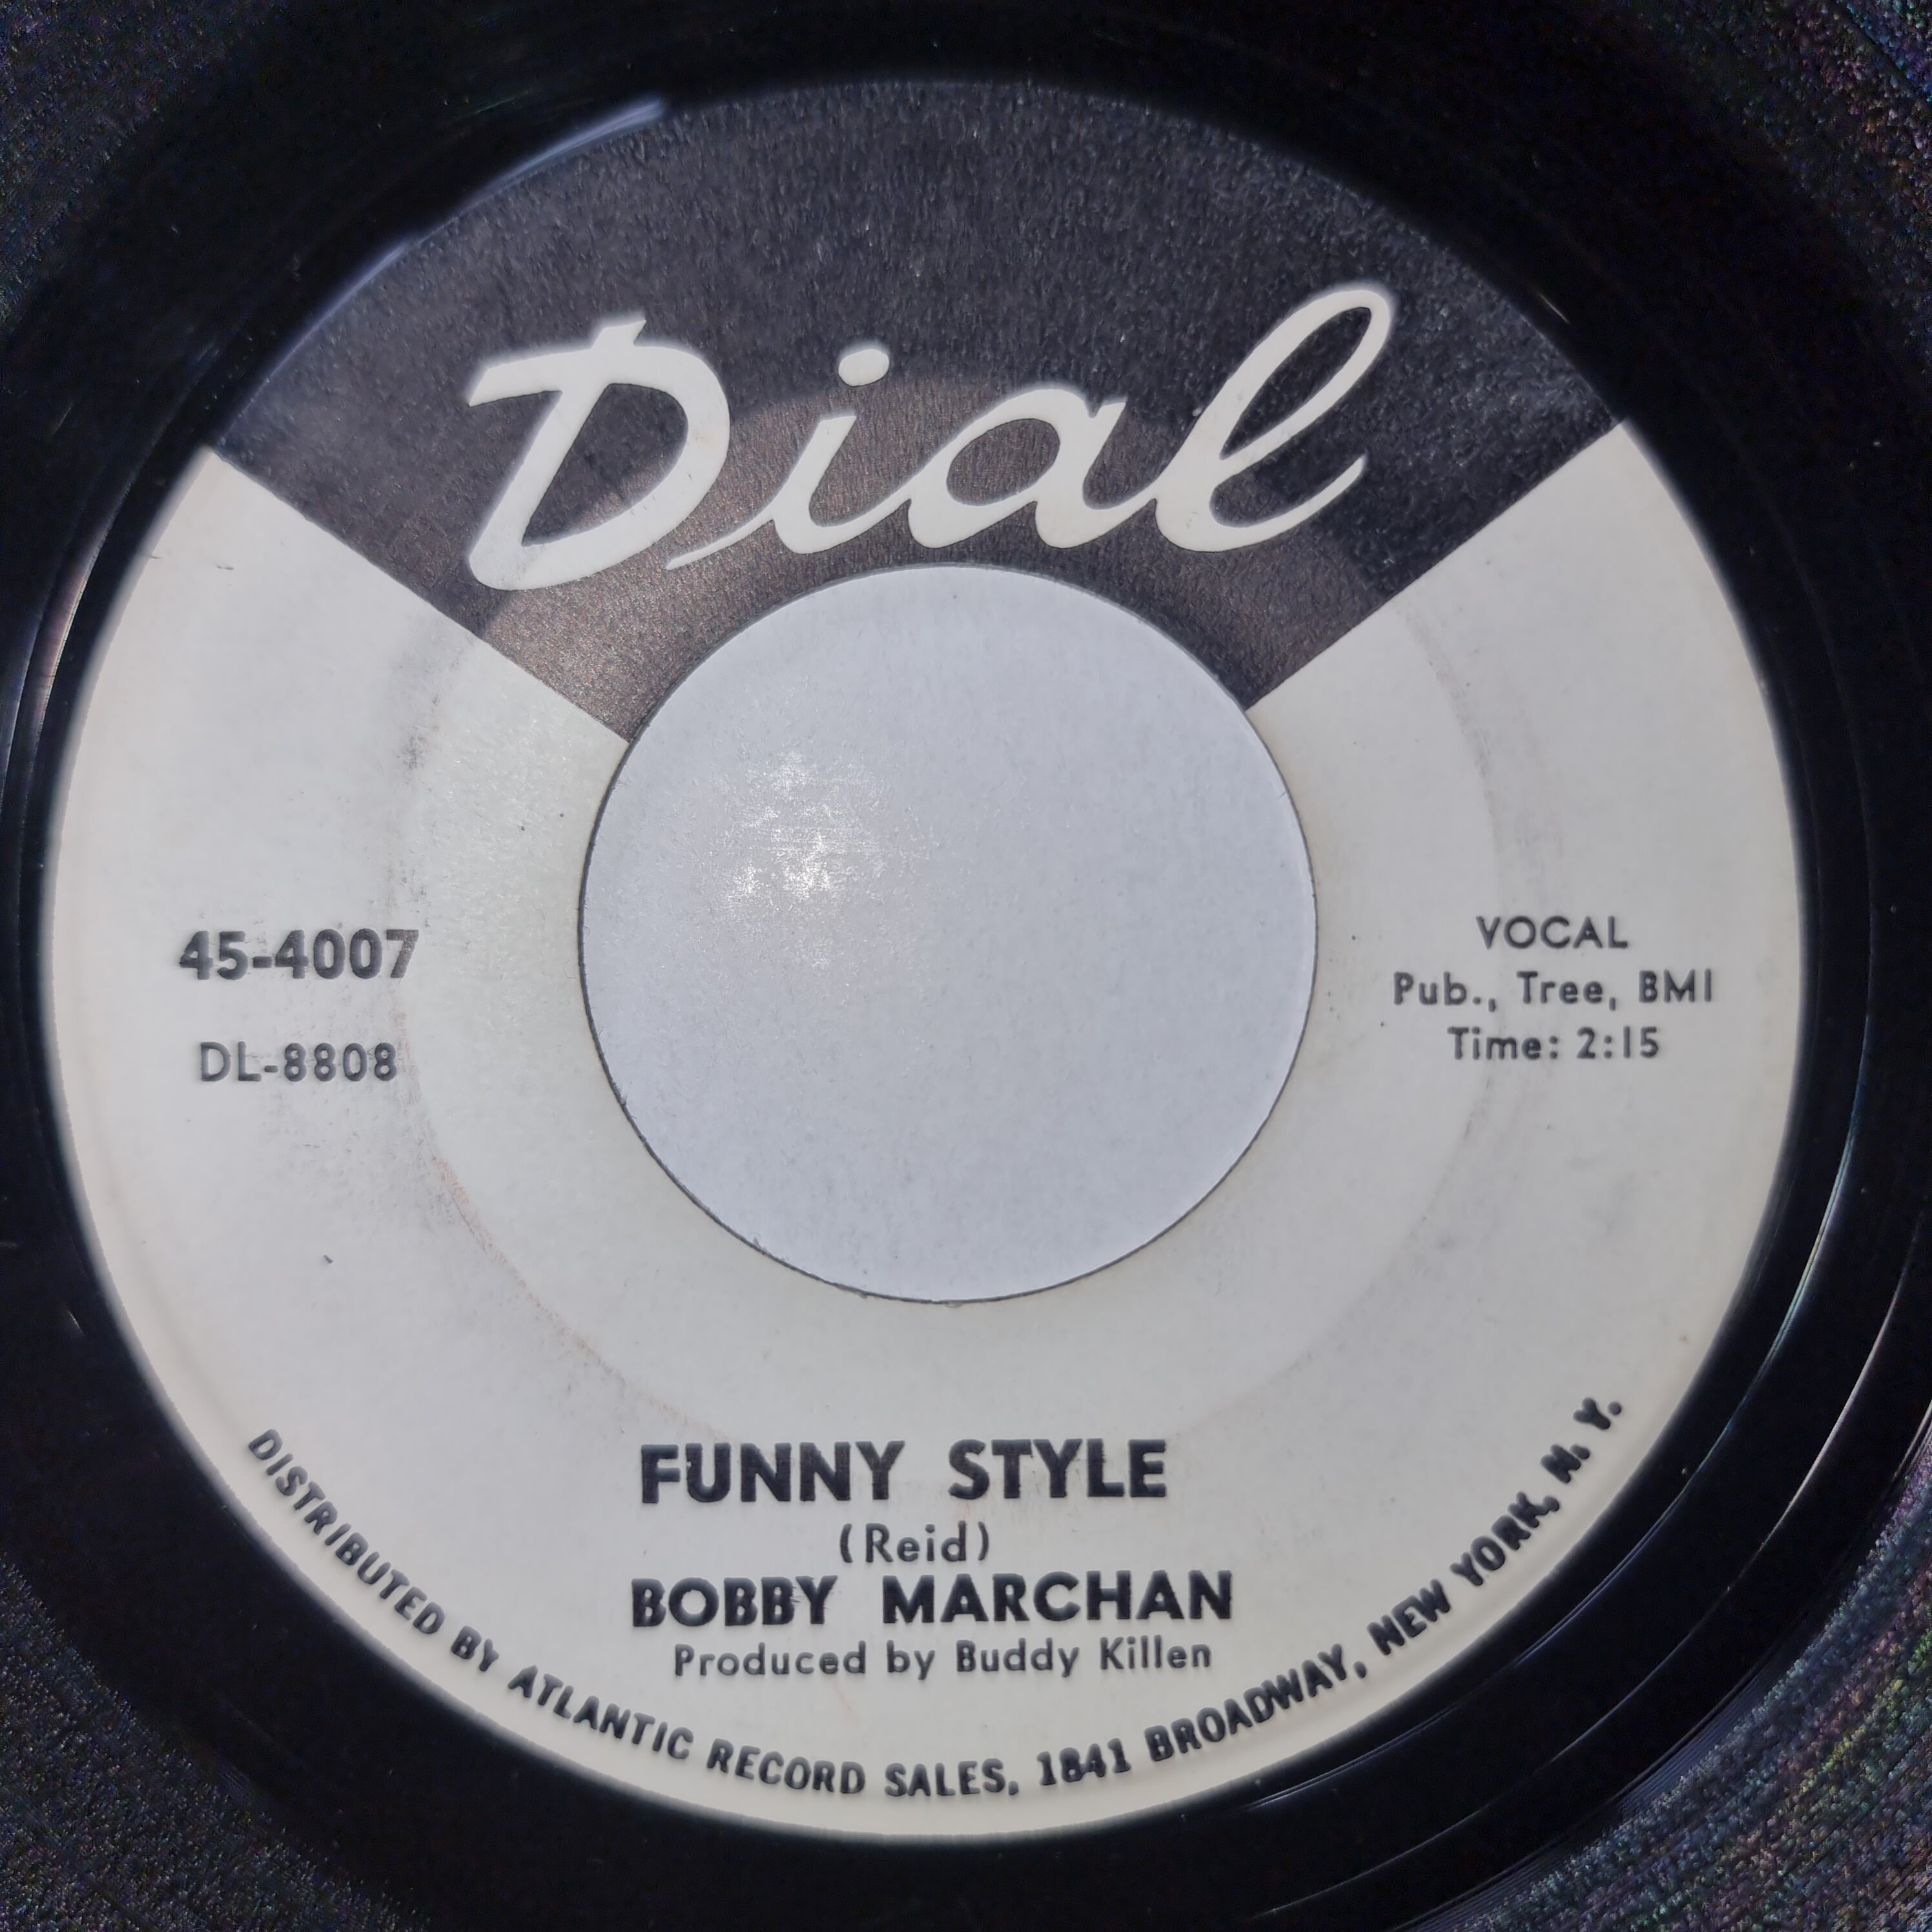 Dial
45-4007
DL-8808
VOCAL
Pub., Tree, BMI
Time: 2:15
FUNNY STYLE
(Reid)
BOBBY MARCHAN
Produced by Buddy Killen
DISTRIBUTED BY ATLANTIC RECORD SALES, 1841 BROADWAY, NEW YORK, N. Y.